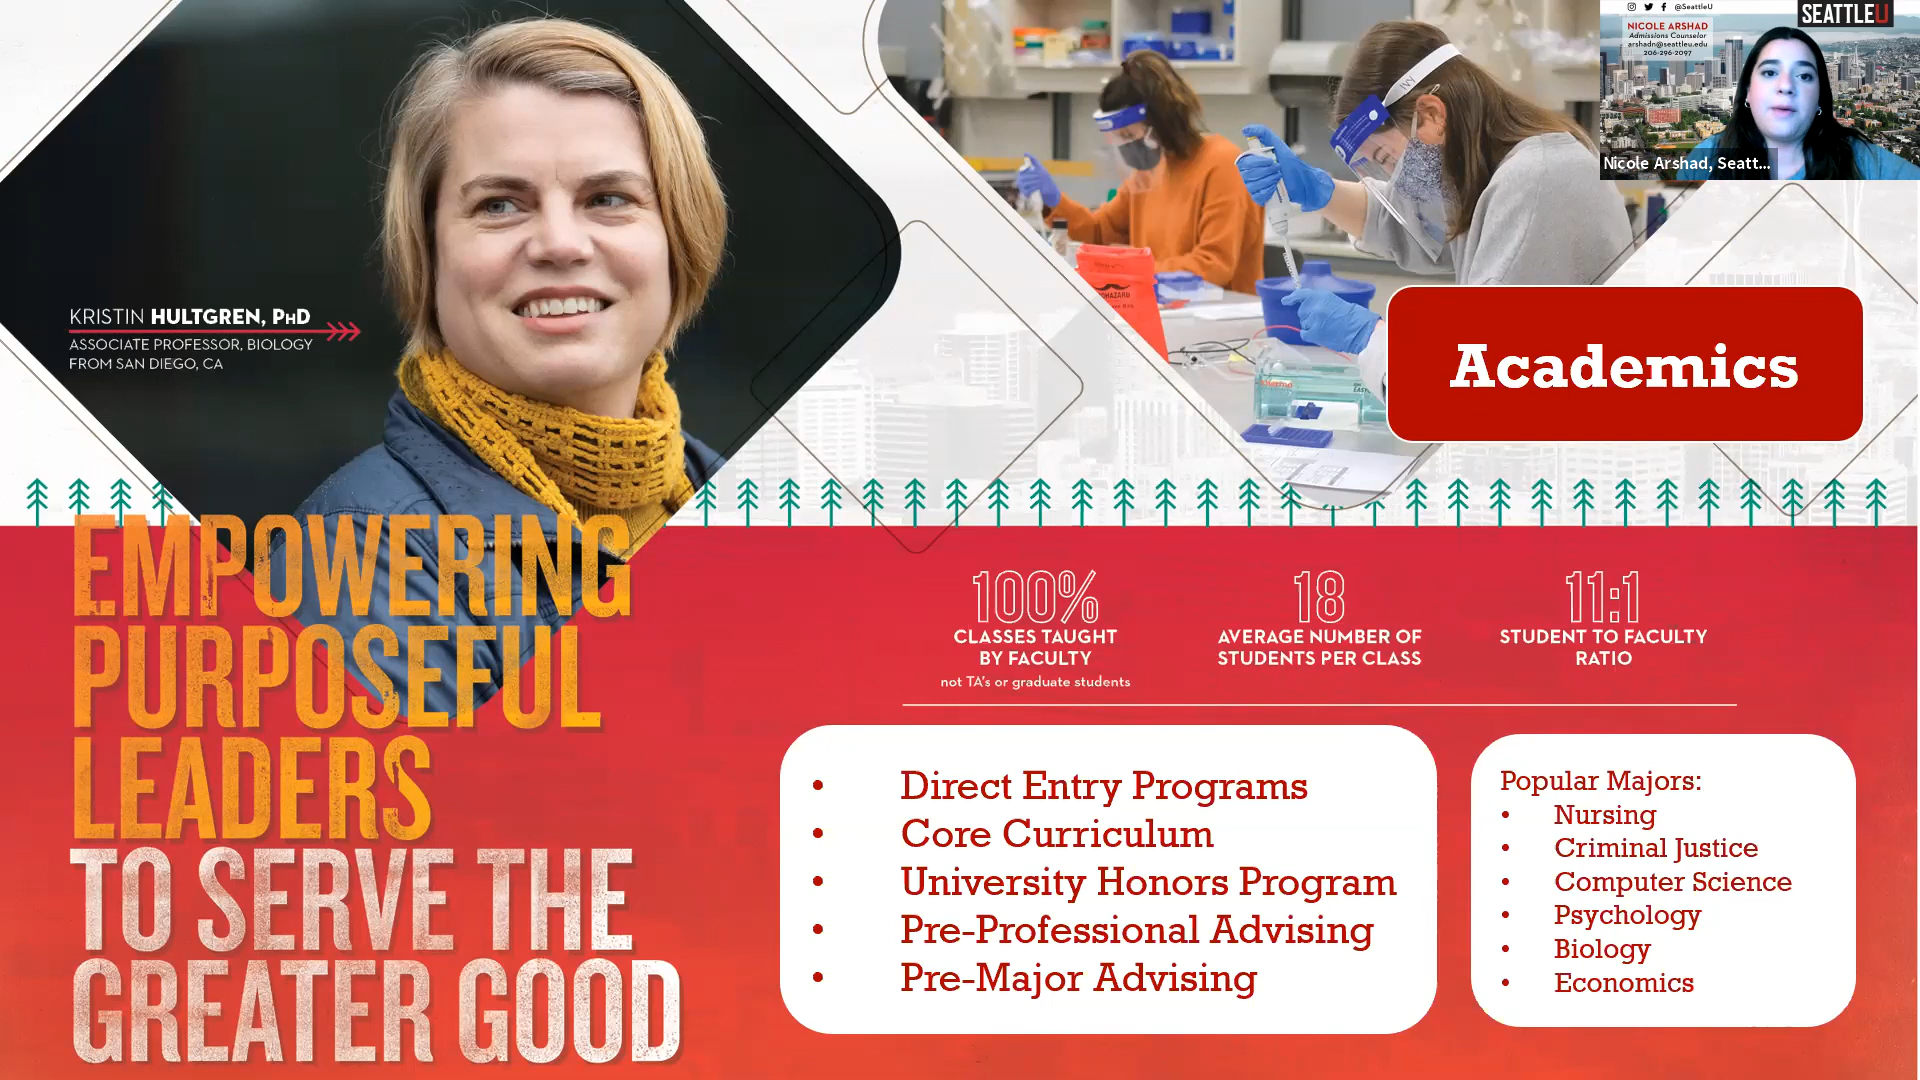 @SeattleU
SEATTLEU
NICOLE ARSHAD
Admissions Counselor
arshadn@seattleu.edu
206-296-2097
Nicole Arshad, Seatt...
KRISTIN HULTGREN, PHD
ASSOCIATE PROFESSOR, BIOLOGY
FROM SAN DIEGO, CA
Academics
EMPOWERING
PURPOSEFUL
LEADERS
TO SERVE THE
GREATER GOOD
100%
CLASSES TAUGHT
BY FACULTY
not TA's or graduate students
18
AVERAGE NUMBER OF
STUDENTS PER CLASS
11:1
STUDENT TO FACULTY
RATIO
• Direct Entry Programs
• Core Curriculum
• University Honors Program
• Pre-Professional Advising
• Pre-Major Advising
Popular Majors:
• Nursing
• Criminal Justice
• Computer Science
• Psychology
• Biology
• Economics